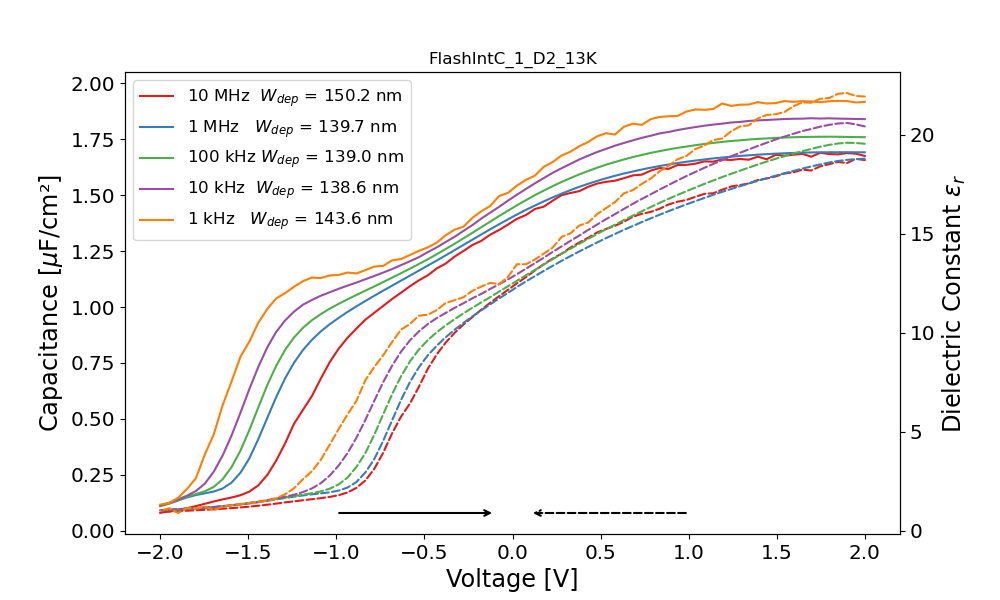 FlashIntC_1_D2_13K
10 MHz  W_dep = 150.2 nm
1 MHz   W_dep = 139.7 nm
100 kHz W_dep = 139.0 nm
10 kHz  W_dep = 138.6 nm
1 kHz   W_dep = 143.6 nm
Capacitance [μF/cm²]
2.00
1.75
1.50
1.25
1.00
0.75
0.50
0.25
0.00
Dielectric Constant ε_r
20
15
10
5
0
−2.0 −1.5 −1.0 −0.5 0.0 0.5 1.0 1.5 2.0
Voltage [V]